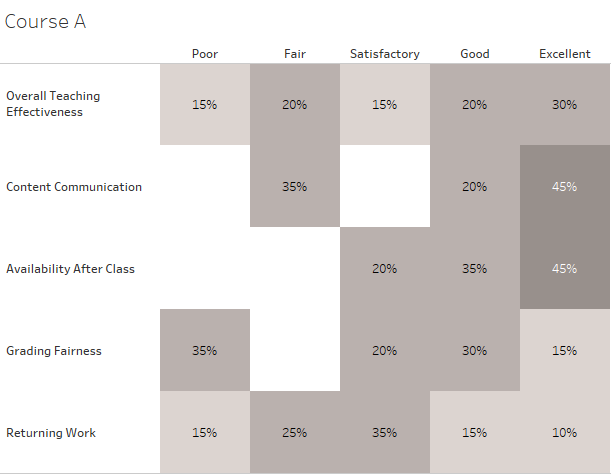 Course A
Poor Fair Satisfactory Good Excellent
Overall Teaching
Effectiveness
15% 20% 15% 20% 30%
Content Communication 35% 20% 45%
Availability After Class 20% 35% 45%
Grading Fairness 35% 20% 30% 15%
Returning Work 15% 25% 35% 15% 10%